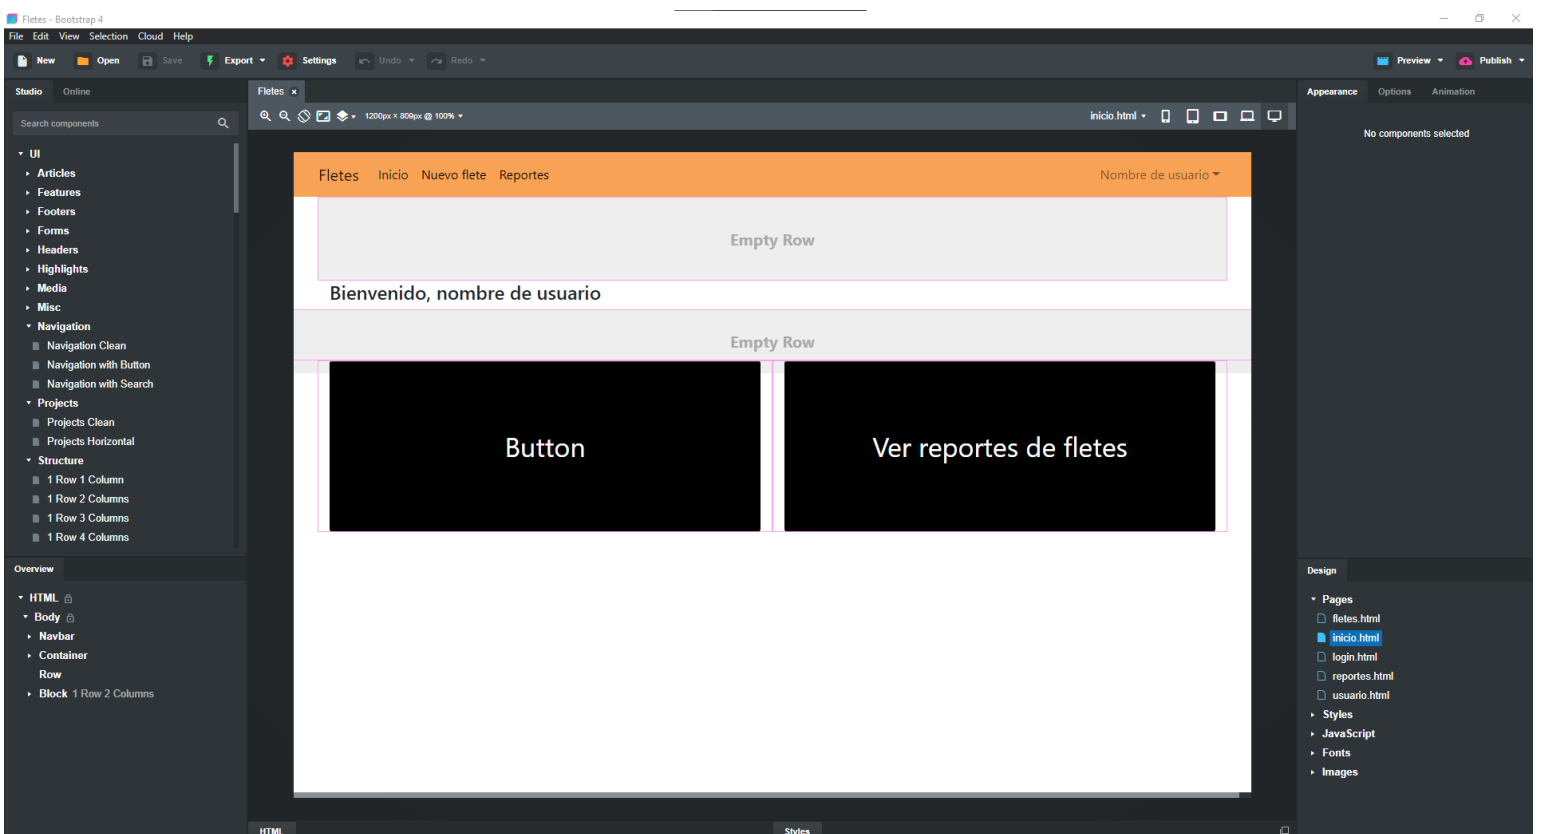 Fletes - Bootstrap 4
File Edit View Selection Cloud Help
New Open Save Export Settings Undo Redo Preview Publish
Studio Online
Search components
UI
Articles
Features
Footers
Forms
Headers
Highlights
Media
Misc
Navigation
Navigation Clean
Navigation with Button
Navigation with Search
Projects
Projects Clean
Projects Horizontal
Structure
1 Row 1 Column
1 Row 2 Columns
1 Row 3 Columns
1 Row 4 Columns
Overview
HTML
Body
Navbar
Container
Row
Block 1 Row 2 Columns
Fletes
1200px × 809px @ 100%
inicio.html
Fletes Inicio Nuevo flete Reportes Nombre de usuario
Empty Row
Bienvenido, nombre de usuario
Empty Row
Button
Ver reportes de fletes
HTML
Styles
Appearance Options Animation
No components selected
Design
Pages
fletes.html
inicio.html
login.html
reportes.html
usuario.html
Styles
JavaScript
Fonts
Images